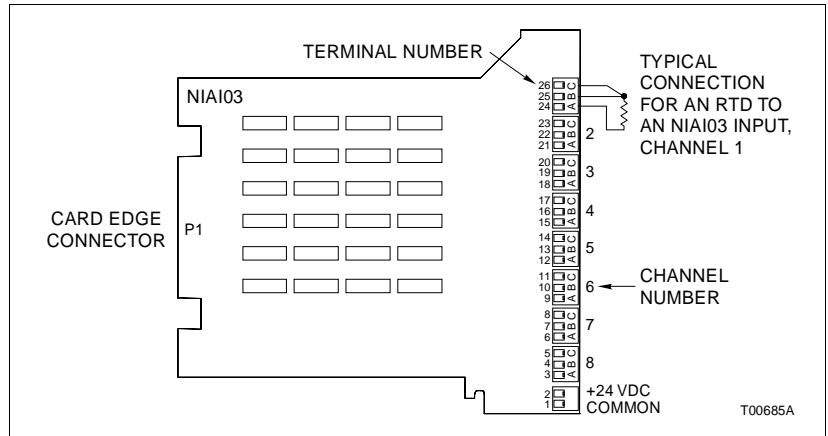 TERMINAL NUMBER
TYPICAL
CONNECTION
FOR AN RTD TO
AN NIAI03 INPUT,
CHANNEL 1
NIAI03
CARD EDGE
CONNECTOR
P1
26 C
25 B
24 A
23 C
22 B 2
21 A
20 C
19 B 3
18 A
17 C
16 B 4
15 A
14 C
13 B 5
12 A
11 C
10 B 6
9 A
CHANNEL
NUMBER
8 C
7 B 7
6 A
5 C
4 B 8
3 A
2 +24 VDC
1 COMMON
T00685A